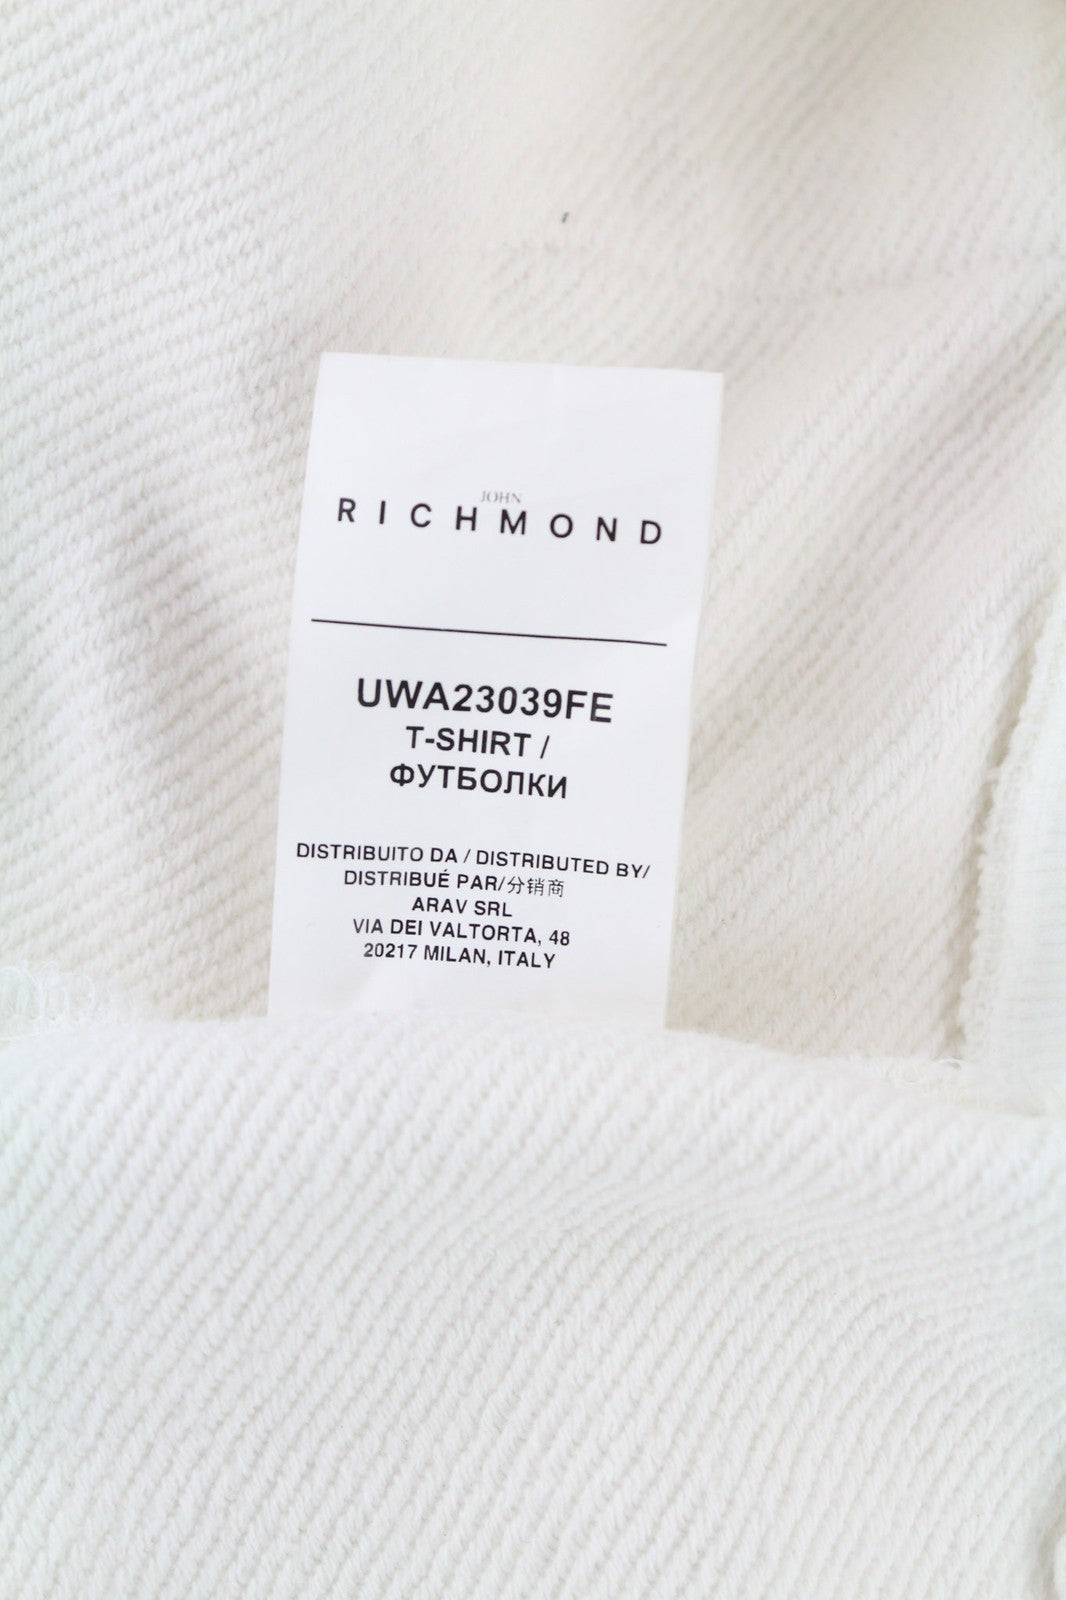 JOHN
RICHMOND
UWA23039FE
T-SHIRT /
ФУТБОЛКИ
DISTRIBUITO DA / DISTRIBUTED BY/
DISTRIBUÉ PAR/分销商
ARAV SRL
VIA DEI VALTORTA, 48
20217 MILAN, ITALY